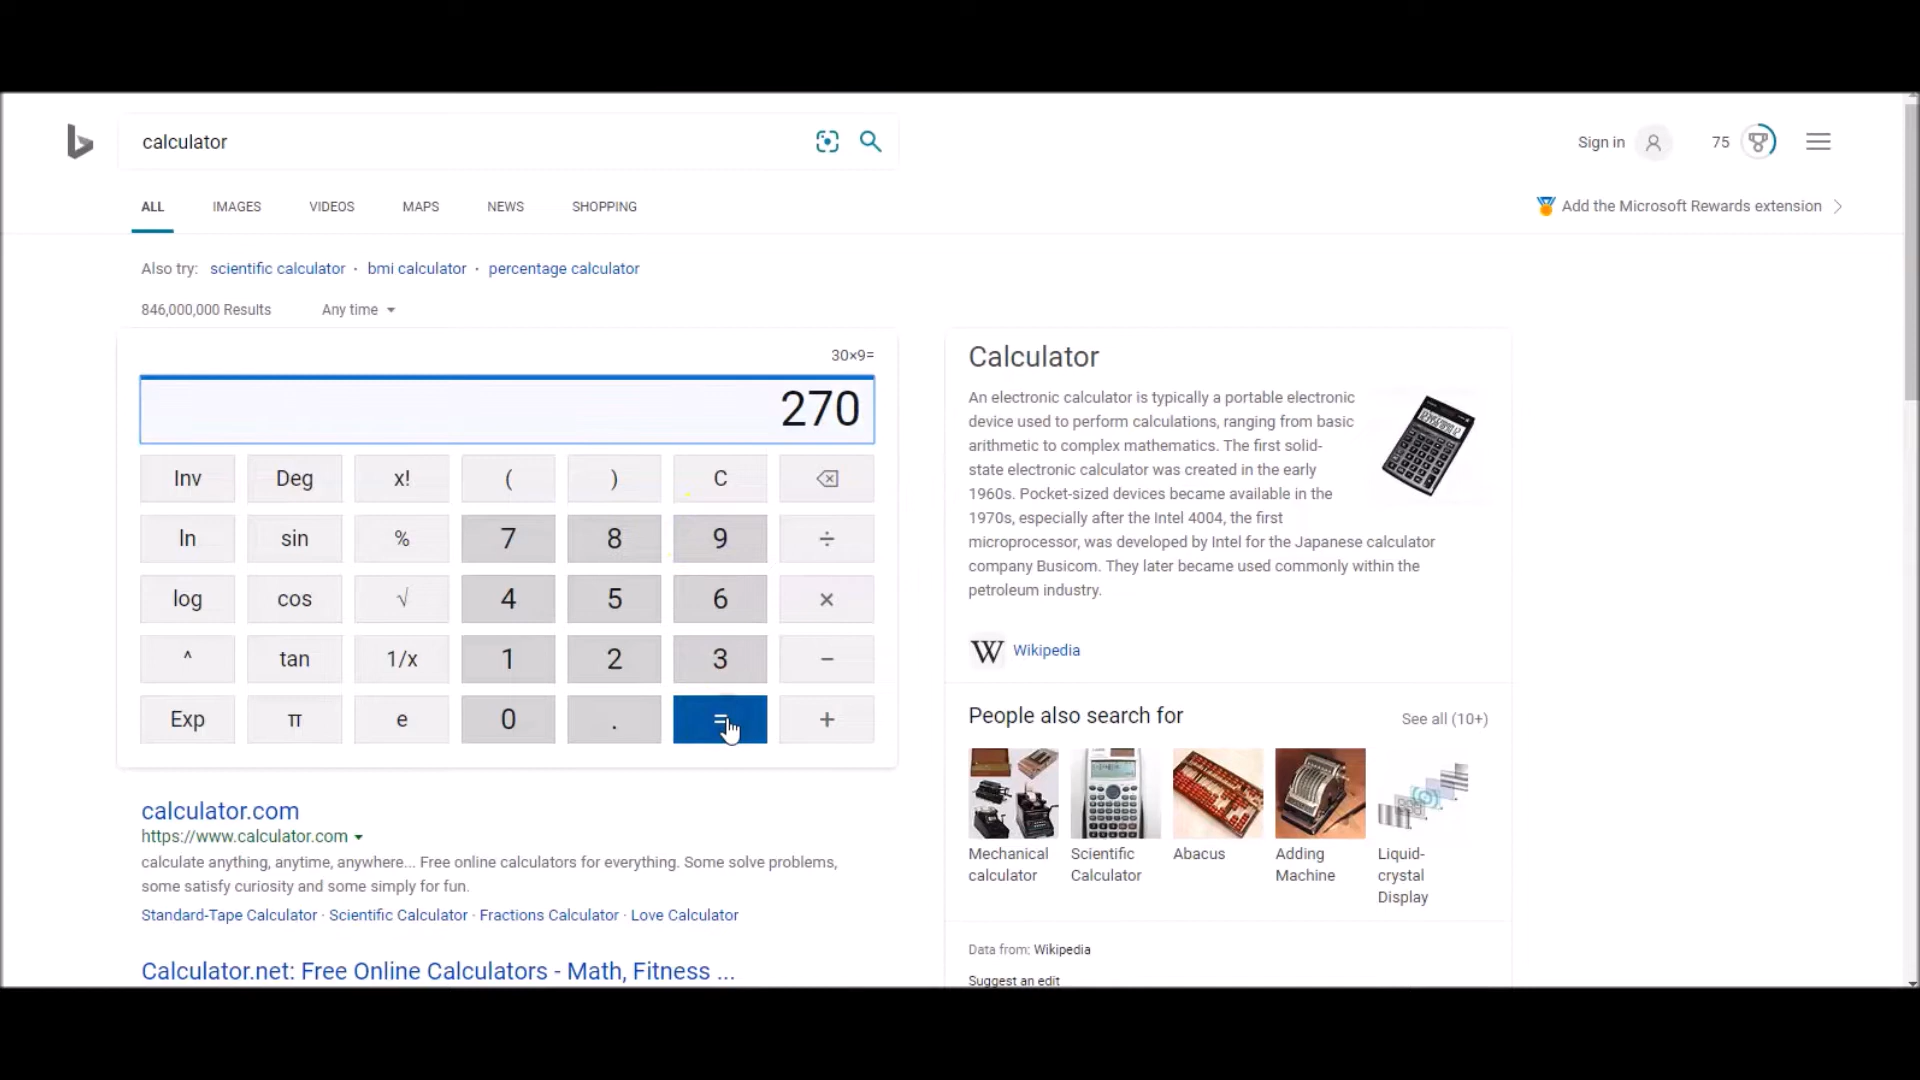 calculator
Sign in
75
ALL IMAGES VIDEOS MAPS NEWS SHOPPING
Add the Microsoft Rewards extension
Also try: scientific calculator · bmi calculator · percentage calculator
846,000,000 Results Any time
30×9=
270
Inv Deg x! ( ) C
ln sin % 7 8 9 ÷
log cos √ 4 5 6 ×
^ tan 1/x 1 2 3 −
Exp π e 0 . = +
calculator.com
https://www.calculator.com
calculate anything, anytime, anywhere... Free online calculators for everything. Some solve problems,
some satisfy curiosity and some simply for fun.
Standard-Tape Calculator · Scientific Calculator · Fractions Calculator · Love Calculator
Calculator.net: Free Online Calculators - Math, Fitness ...
Calculator
An electronic calculator is typically a portable electronic
device used to perform calculations, ranging from basic
arithmetic to complex mathematics. The first solid-
state electronic calculator was created in the early
1960s. Pocket-sized devices became available in the
1970s, especially after the Intel 4004, the first
microprocessor, was developed by Intel for the Japanese calculator
company Busicom. They later became used commonly within the
petroleum industry.
W Wikipedia
People also search for
See all (10+)
Mechanical
calculator
Scientific
Calculator
Abacus
Adding
Machine
Liquid-
crystal
Display
Data from: Wikipedia
Suggest an edit